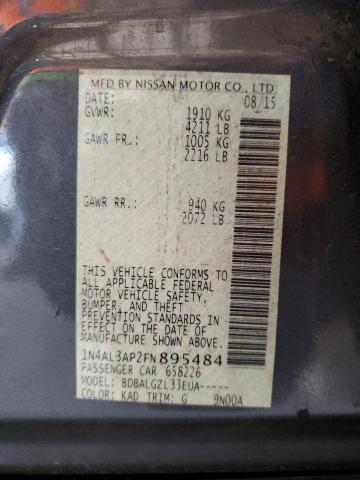 MFD BY NISSAN MOTOR CO., LTD.
DATE: 08/15
GVWR: 1910 KG
4211 LB
GAWR FR.: 1005 KG
2216 LB
GAWR RR.: 940 KG
2072 LB
THIS VEHICLE CONFORMS TO
ALL APPLICABLE FEDERAL
MOTOR VEHICLE SAFETY,
BUMPER, AND THEFT
PREVENTION STANDARDS IN
EFFECT ON THE DATE OF
MANUFACTURE SHOWN ABOVE.
1N4AL3AP2FN895484
PASSENGER CAR 658226
MODEL: BDBALGZL33EUA-----
COLOR: KAD TRIM: G 9N00A